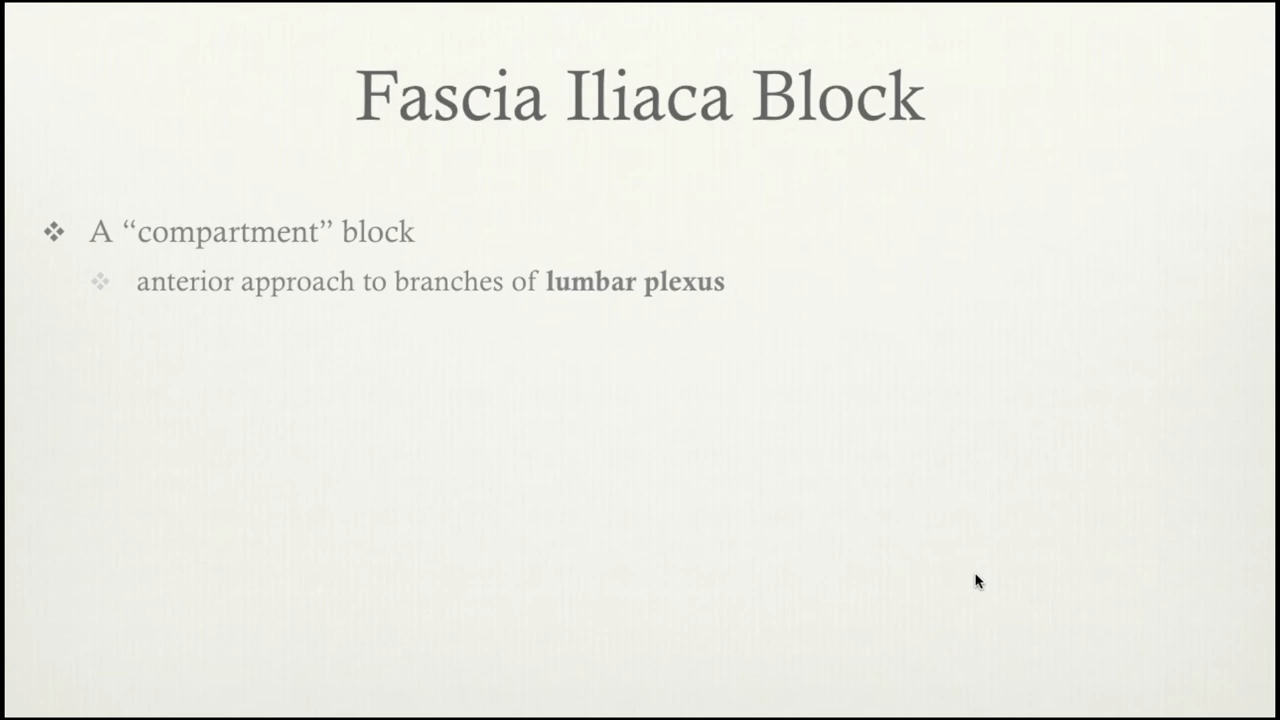 Fascia Iliaca Block
A “compartment” block
anterior approach to branches of lumbar plexus